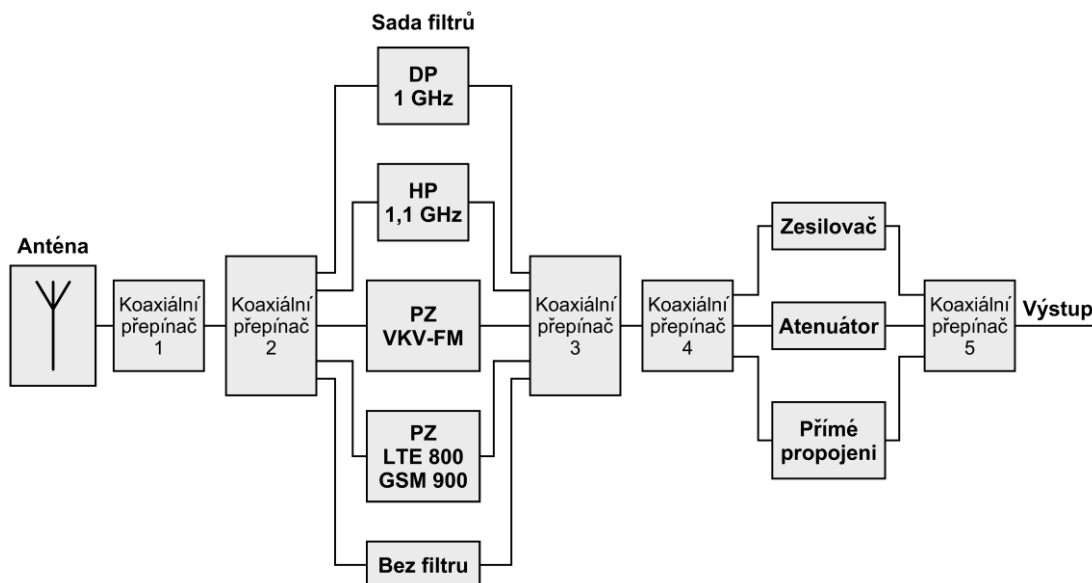 Sada filtrů
DP
1 GHz
HP
1,1 GHz
Anténa
Koaxiální
přepínač
1
Koaxiální
přepínač
2
PZ
VKV-FM
PZ
LTE 800
GSM 900
Bez filtru
Koaxiální
přepínač
3
Koaxiální
přepínač
4
Zesilovač
Atenuátor
Přímé
propojeni
Koaxiální
přepínač
5
Výstup